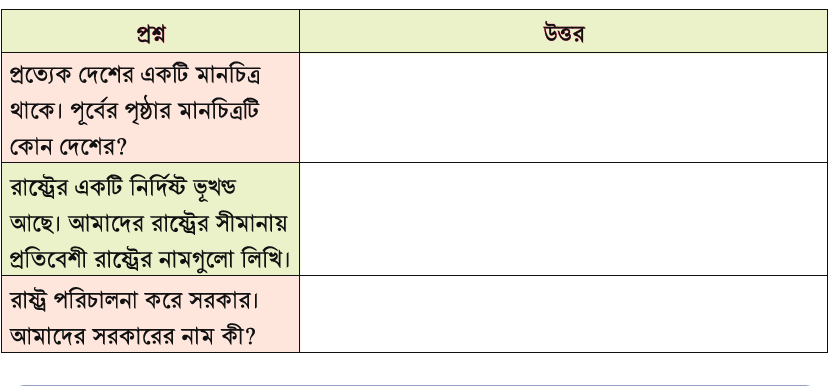 প্রশ্ন
উত্তর
প্রত্যেক দেশের একটি মানচিত্র
থাকে। পূর্বের পৃষ্ঠার মানচিত্রটি
কোন দেশের?
রাষ্ট্রের একটি নির্দিষ্ট ভূখণ্ড
আছে। আমাদের রাষ্ট্রের সীমানায়
প্রতিবেশী রাষ্ট্রের নামগুলো লিখি।
রাষ্ট্র পরিচালনা করে সরকার।
আমাদের সরকারের নাম কী?